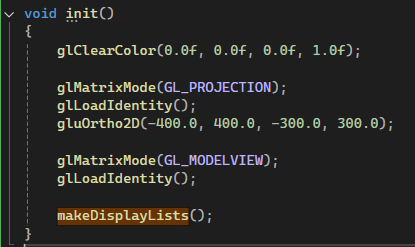 void init()
{
    glClearColor(0.0f, 0.0f, 0.0f, 1.0f);

    glMatrixMode(GL_PROJECTION);
    glLoadIdentity();
    gluOrtho2D(-400.0, 400.0, -300.0, 300.0);

    glMatrixMode(GL_MODELVIEW);
    glLoadIdentity();

    makeDisplayLists();
}